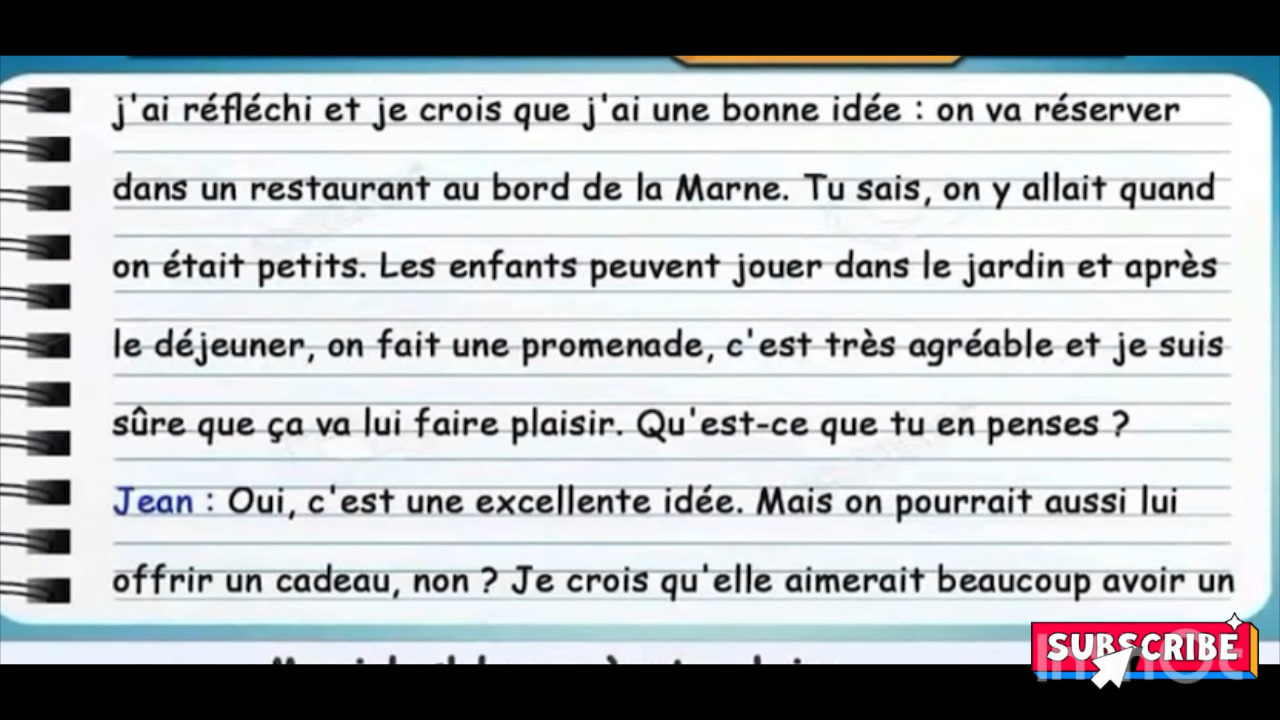 j'ai réfléchi et je crois que j'ai une bonne idée : on va réserver
dans un restaurant au bord de la Marne. Tu sais, on y allait quand
on était petits. Les enfants peuvent jouer dans le jardin et après
le déjeuner, on fait une promenade, c'est très agréable et je suis
sûre que ça va lui faire plaisir. Qu'est-ce que tu en penses ?
Jean : Oui, c'est une excellente idée. Mais on pourrait aussi lui
offrir un cadeau, non ? Je crois qu'elle aimerait beaucoup avoir un
SUBSCRIBE